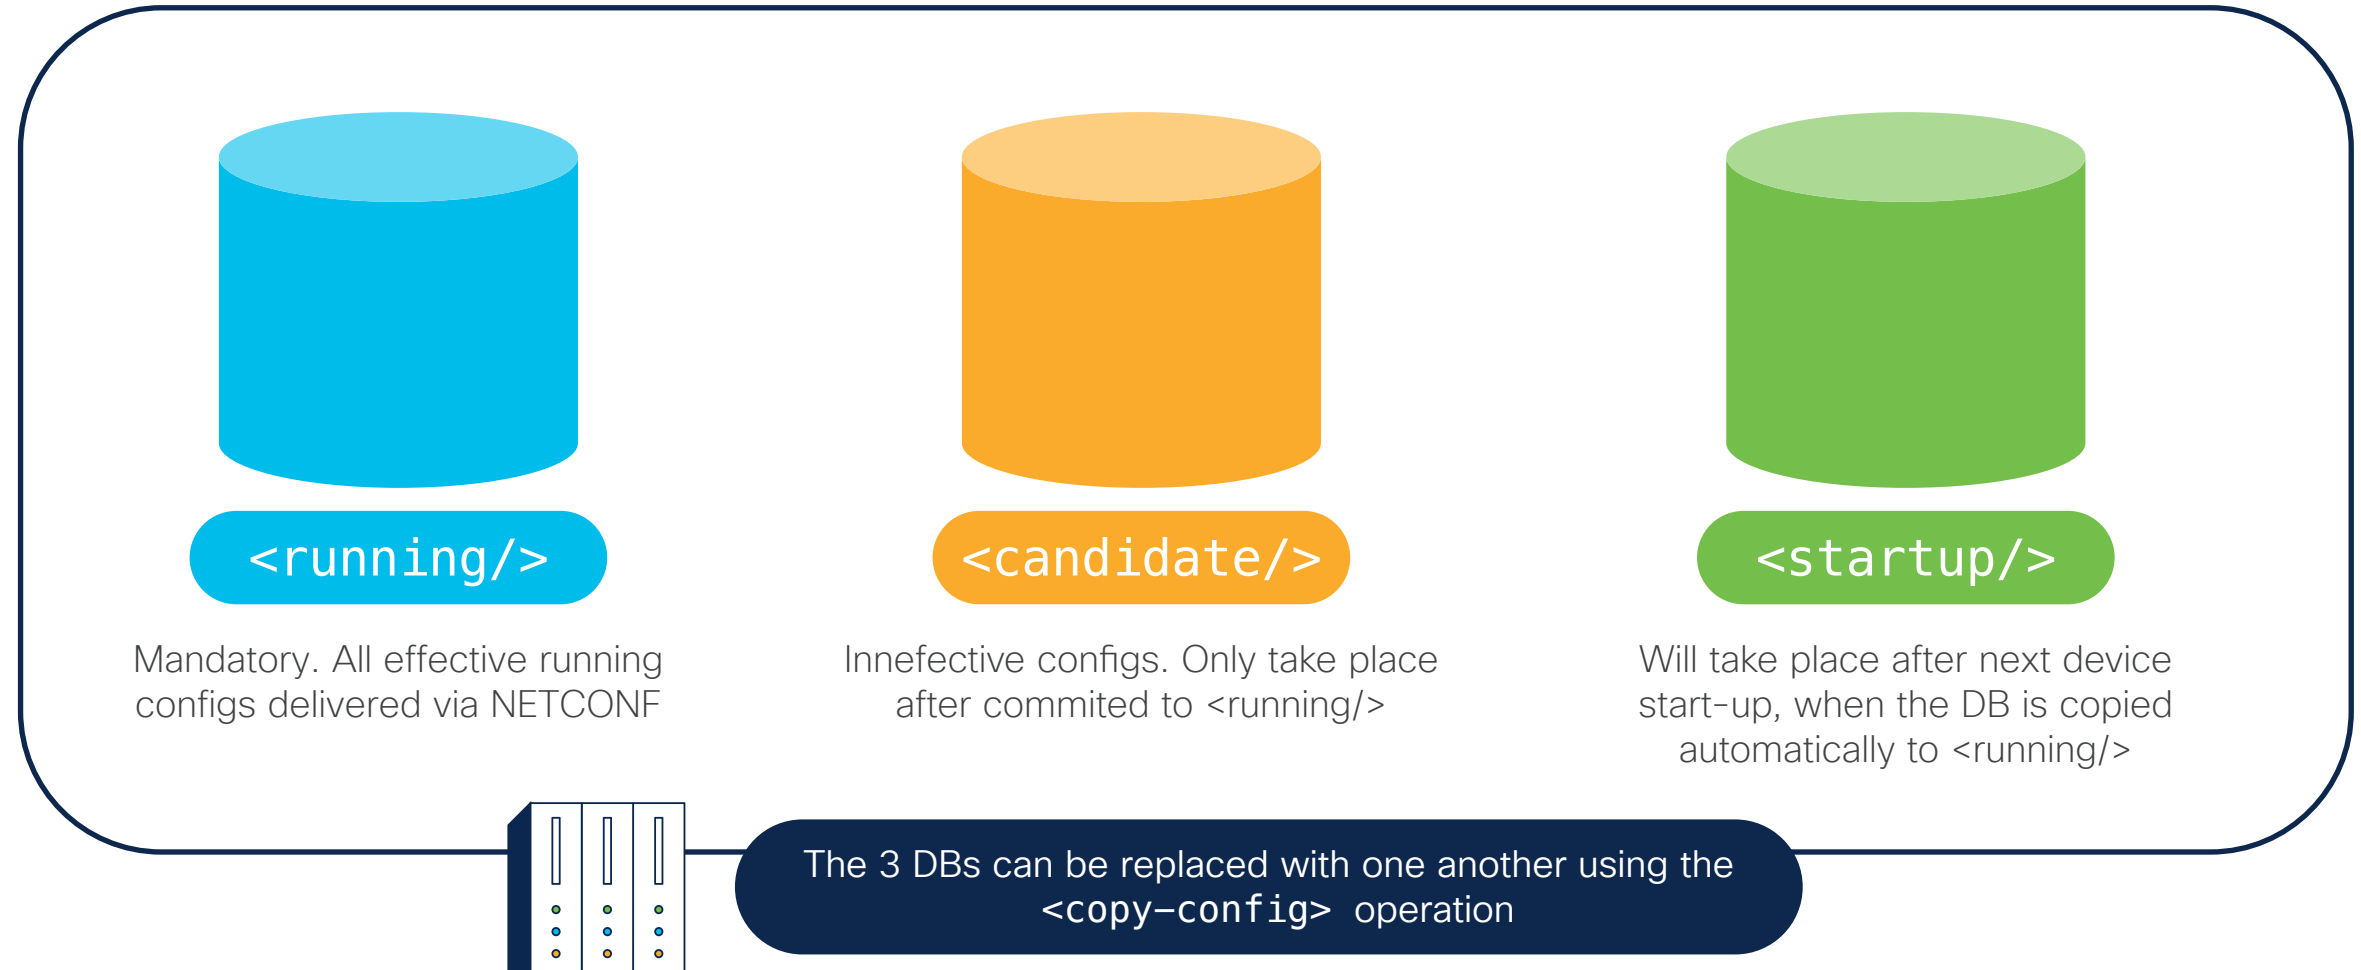 <running/>
Mandatory. All effective running
configs delivered via NETCONF
<candidate/>
Innefective configs. Only take place
after commited to <running/>
<startup/>
Will take place after next device
start-up, when the DB is copied
automatically to <running/>
The 3 DBs can be replaced with one another using the
<copy-config> operation